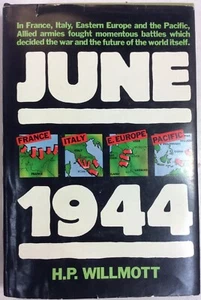 In France, Italy, Eastern Europe and the Pacific,
Allied armies fought momentous battles which
decided the war and the future of the world itself.
JUNE
FRANCE
ITALY
E. EUROPE
PACIFIC
1944
H.P. WILLMOTT